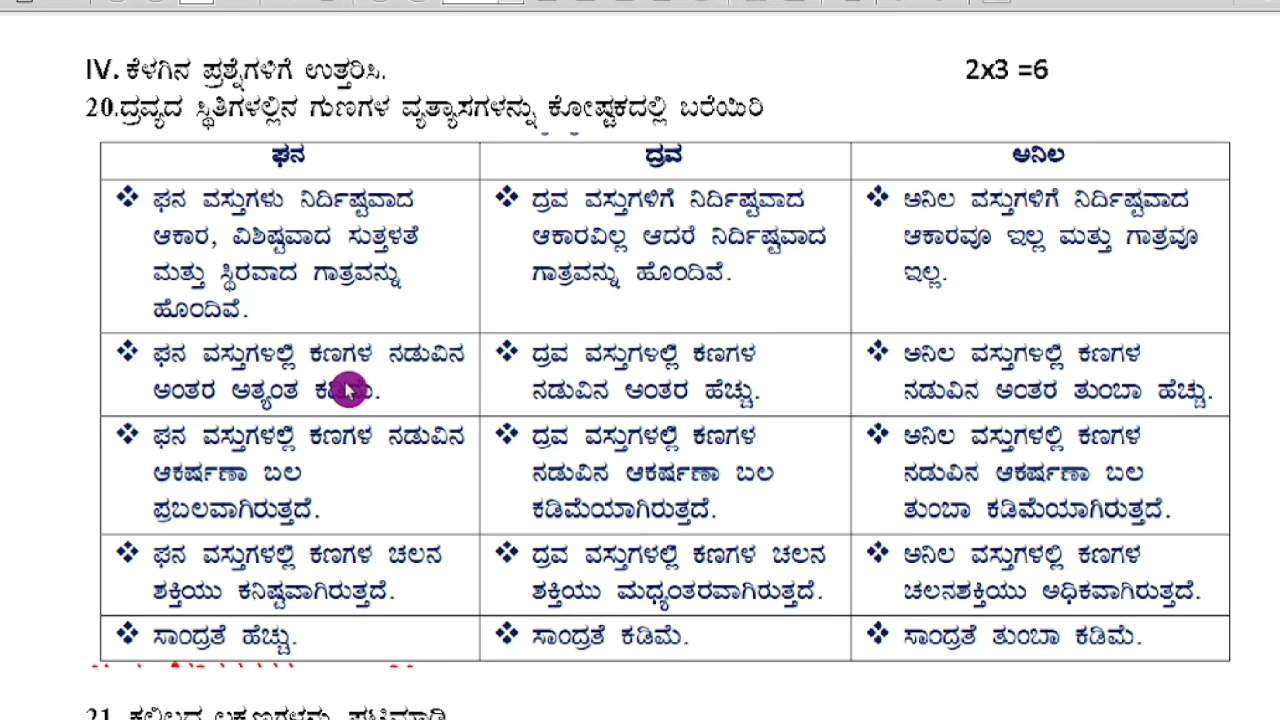 IV. ಕೆಳಗಿನ ಪ್ರಶ್ನೆಗಳಿಗೆ ಉತ್ತರಿಸಿ. 2x3 =6
20.ದ್ರವ್ಯದ ಸ್ಥಿತಿಗಳಲ್ಲಿನ ಗುಣಗಳ ವ್ಯತ್ಯಾಸಗಳನ್ನು ಕೋಷ್ಟಕದಲ್ಲಿ ಬರೆಯಿರಿ
ಘನ ದ್ರವ ಅನಿಲ
❖ ಘನ ವಸ್ತುಗಳು ನಿರ್ದಿಷ್ಟವಾದ
ಆಕಾರ, ವಿಶಿಷ್ಟವಾದ ಸುತ್ತಳತೆ
ಮತ್ತು ಸ್ಥಿರವಾದ ಗಾತ್ರವನ್ನು
ಹೊಂದಿವೆ.
❖ ದ್ರವ ವಸ್ತುಗಳಿಗೆ ನಿರ್ದಿಷ್ಟವಾದ
ಆಕಾರವಿಲ್ಲ ಆದರೆ ನಿರ್ದಿಷ್ಟವಾದ
ಗಾತ್ರವನ್ನು ಹೊಂದಿವೆ.
❖ ಅನಿಲ ವಸ್ತುಗಳಿಗೆ ನಿರ್ದಿಷ್ಟವಾದ
ಆಕಾರವೂ ಇಲ್ಲ ಮತ್ತು ಗಾತ್ರವೂ
ಇಲ್ಲ.
❖ ಘನ ವಸ್ತುಗಳಲ್ಲಿ ಕಣಗಳ ನಡುವಿನ
ಅಂತರ ಅತ್ಯಂತ
❖ ದ್ರವ ವಸ್ತುಗಳಲ್ಲಿ ಕಣಗಳ
ನಡುವಿನ ಅಂತರ ಹೆಚ್ಚು.
❖ ಅನಿಲ ವಸ್ತುಗಳಲ್ಲಿ ಕಣಗಳ
ನಡುವಿನ ಅಂತರ ತುಂಬಾ ಹೆಚ್ಚು.
❖ ಘನ ವಸ್ತುಗಳಲ್ಲಿ ಕಣಗಳ ನಡುವಿನ
ಆಕರ್ಷಣಾ ಬಲ
ಪ್ರಬಲವಾಗಿರುತ್ತದೆ.
❖ ದ್ರವ ವಸ್ತುಗಳಲ್ಲಿ ಕಣಗಳ
ನಡುವಿನ ಆಕರ್ಷಣಾ ಬಲ
ಕಡಿಮೆಯಾಗಿರುತ್ತದೆ.
❖ ಅನಿಲ ವಸ್ತುಗಳಲ್ಲಿ ಕಣಗಳ
ನಡುವಿನ ಆಕರ್ಷಣಾ ಬಲ
ತುಂಬಾ ಕಡಿಮೆಯಾಗಿರುತ್ತದೆ.
❖ ಘನ ವಸ್ತುಗಳಲ್ಲಿ ಕಣಗಳ ಚಲನ
ಶಕ್ತಿಯು ಕನಿಷ್ಟವಾಗಿರುತ್ತದೆ.
❖ ದ್ರವ ವಸ್ತುಗಳಲ್ಲಿ ಕಣಗಳ ಚಲನ
ಶಕ್ತಿಯು ಮಧ್ಯಂತರವಾಗಿರುತ್ತದೆ.
❖ ಅನಿಲ ವಸ್ತುಗಳಲ್ಲಿ ಕಣಗಳ
ಚಲನಶಕ್ತಿಯು ಅಧಿಕವಾಗಿರುತ್ತದೆ.
❖ ಸಾಂದ್ರತೆ ಹೆಚ್ಚು.
❖ ಸಾಂದ್ರತೆ ಕಡಿಮೆ.
❖ ಸಾಂದ್ರತೆ ತುಂಬಾ ಕಡಿಮೆ.
21.